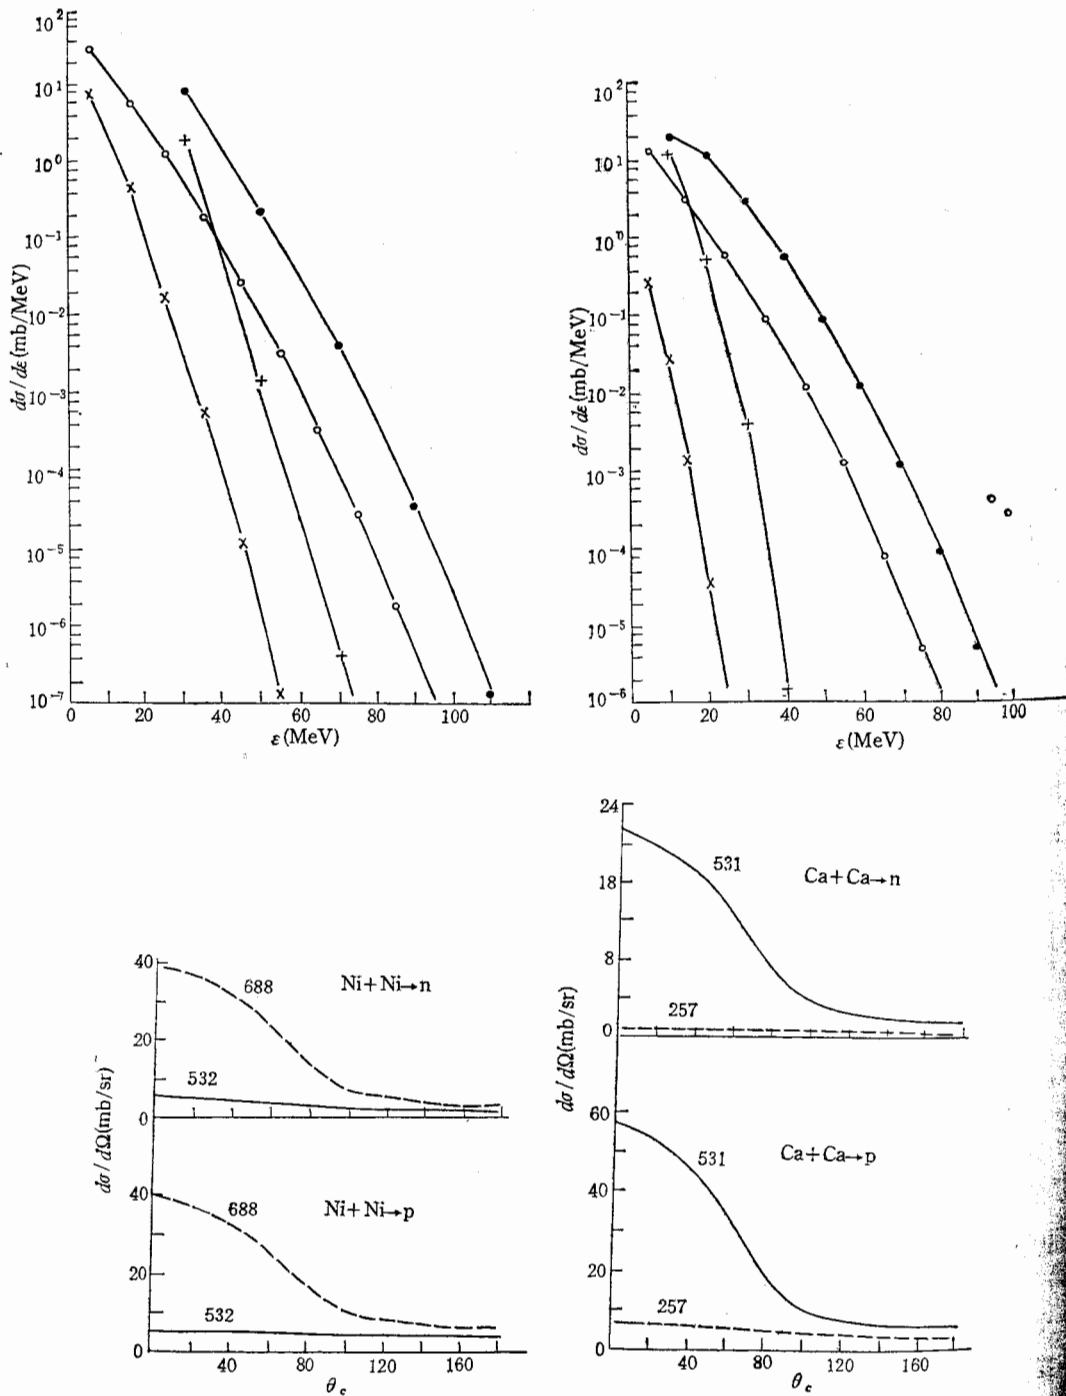 10²
10¹
10⁰
10⁻¹
10⁻²
10⁻³
10⁻⁴
10⁻⁵
10⁻⁶
10⁻⁷
dσ/dε(mb/MeV)
0 20 40 60 80 100
ε(MeV)
10²
10¹
10⁰
10⁻¹
10⁻²
10⁻³
10⁻⁴
10⁻⁵
10⁻⁶
dσ/dε(mb/MeV)
0 20 40 60 80 100
ε(MeV)
40
20
0
688
532
Ni+Ni→n
dσ/dΩ(mb/sr)
40
20
0
688
532
Ni+Ni→p
40 80 120 160
θc
24
18
8
0
531
257
Ca+Ca→n
dσ/dΩ(mb/sr)
60
40
20
0
531
257
Ca+Ca→p
40 80 120 160
θc